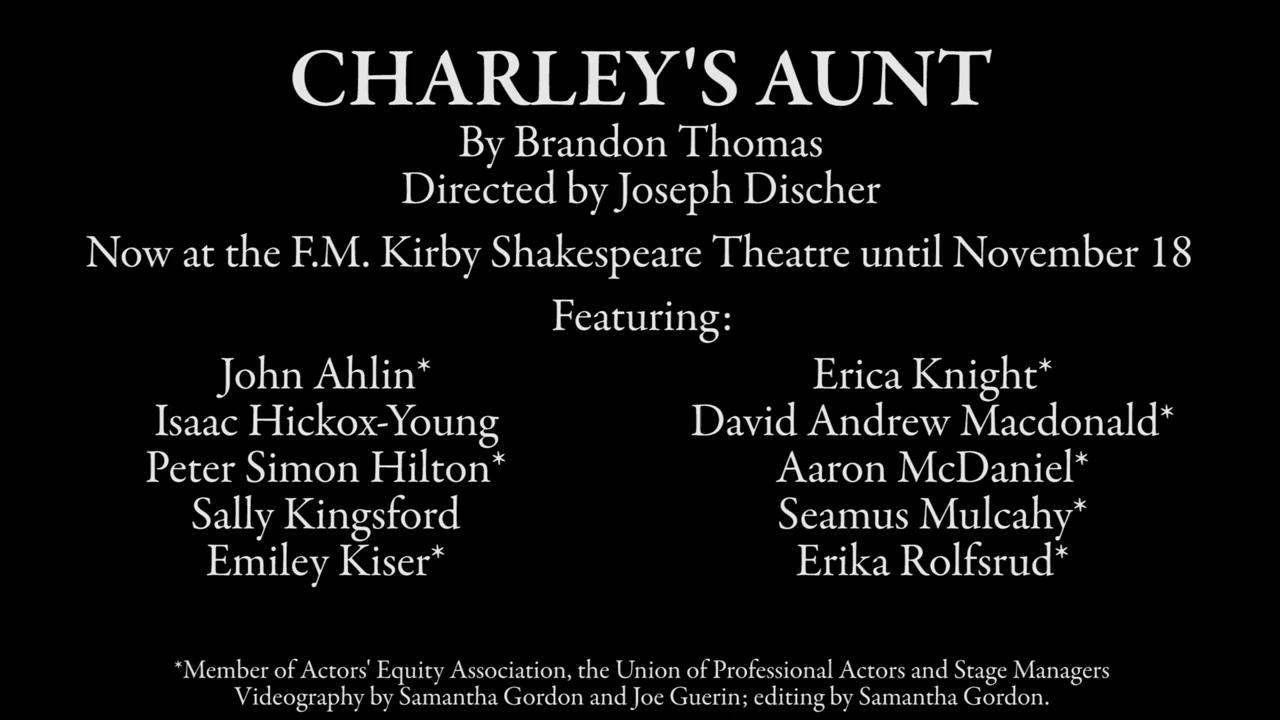 CHARLEY'S AUNT
By Brandon Thomas
Directed by Joseph Discher
Now at the F.M. Kirby Shakespeare Theatre until November 18
Featuring:
John Ahlin*
Isaac Hickox-Young
Peter Simon Hilton*
Sally Kingsford
Emiley Kiser*
Erica Knight*
David Andrew Macdonald*
Aaron McDaniel*
Seamus Mulcahy*
Erika Rolfsrud*
*Member of Actors' Equity Association, the Union of Professional Actors and Stage Managers
Videography by Samantha Gordon and Joe Guerin; editing by Samantha Gordon.